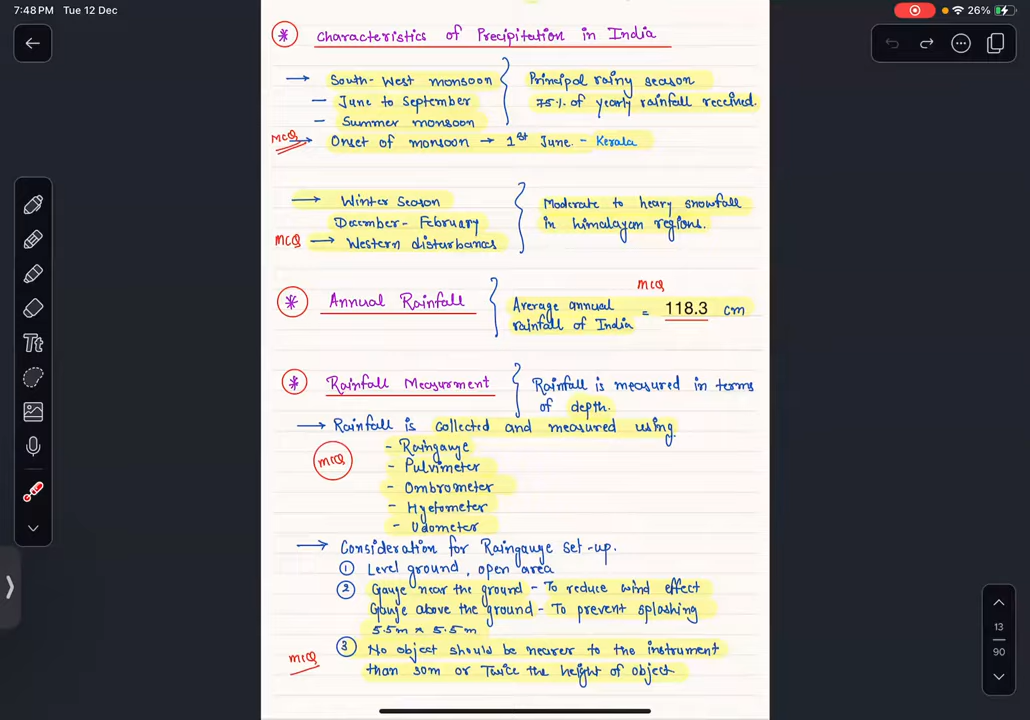 7:48 PM Tue 12 Dec
26%
* Characteristics of Precipitation in India
→ South-West monsoon
- June to September
- Summer monsoon
Principal rainy season
75% of yearly rainfall received.
MCQ → Onset of monsoon → 1st June. - Kerala
→ Winter Season
December- February
MCQ → Western disturbances
Moderate to heavy snowfall
in himalayan regions.
* Annual Rainfall
MCQ
Average annual
rainfall of India = 118.3 cm
* Rainfall Measurment
Rainfall is measured in terms
of depth.
→ Rainfall is collected and measured using.
MCQ
- Raingauge
- Pulvimeter
- Ombrometer
- Hyetometer
- Udometer
→ Consideration for Raingauge set-up.
① Level ground, open area
② Gauge near the ground - To reduce wind effect
Gauge above the ground - To prevent splashing
5.5m × 5.5m
MCQ ③ No object should be nearer to the instrument
than 30m or Twice the height of object
Tt
13
90